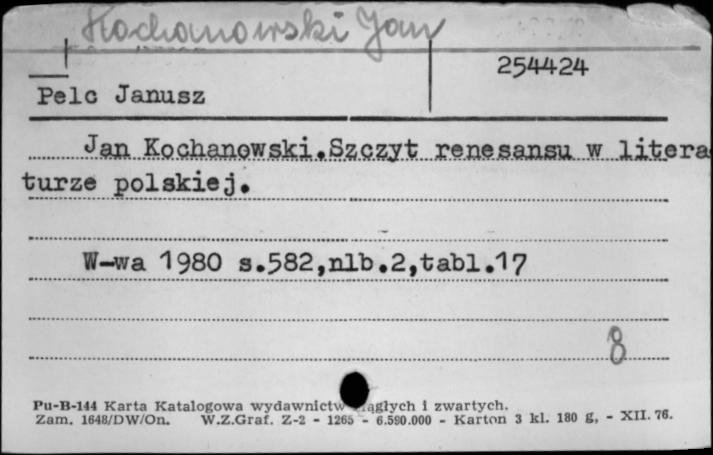 Kochanowski Jan
254424
Pelc Janusz
Jan Kochanowski.Szczyt renesansu w litera
turze polskiej.
W-wa 1980 s.582,nlb.2,tabl.17
8
Pu-B-144 Karta Katalogowa wydawnictw iągłych i zwartych.
Zam. 1648/DW/On. W.Z.Graf. Z-2 - 1265 - 6.590.000 - Karton 3 kl. 180 g, - XII. 76.